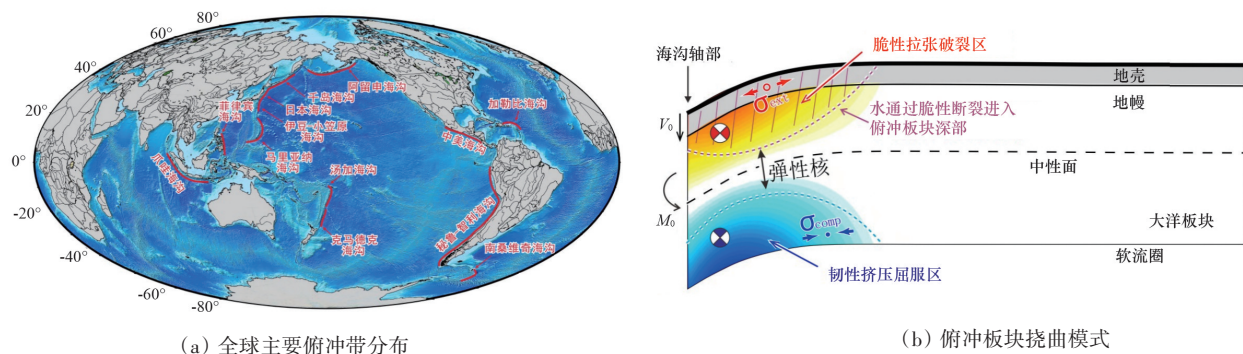 80°
60°
40°
20°
0°
-20°
-40°
-60°
-80°
阿留申海沟
千岛海沟
日本海沟
伊豆-小笠原
海沟
菲律宾
海沟
马里亚纳
海沟
爪哇海沟
汤加海沟
克马德克
海沟
加勒比海沟
中美海沟
秘鲁-智利海沟
南桑维奇海沟
(a) 全球主要俯冲带分布
海沟轴部
脆性拉张破裂区
地壳
地幔
σext
水通过脆性断裂进入
俯冲板块深部
V₀
弹性核
中性面
M₀
σcomp
大洋板块
软流圈
韧性挤压屈服区
(b) 俯冲板块挠曲模式